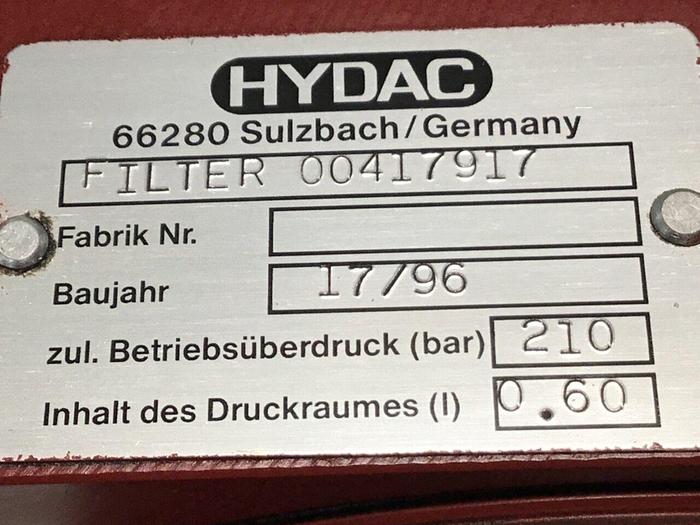 HYDAC
66280 Sulzbach/Germany
FILTER 00417917
Fabrik Nr.
Baujahr 17/96
zul. Betriebsüberdruck (bar) 210
Inhalt des Druckraumes (l) 0.60